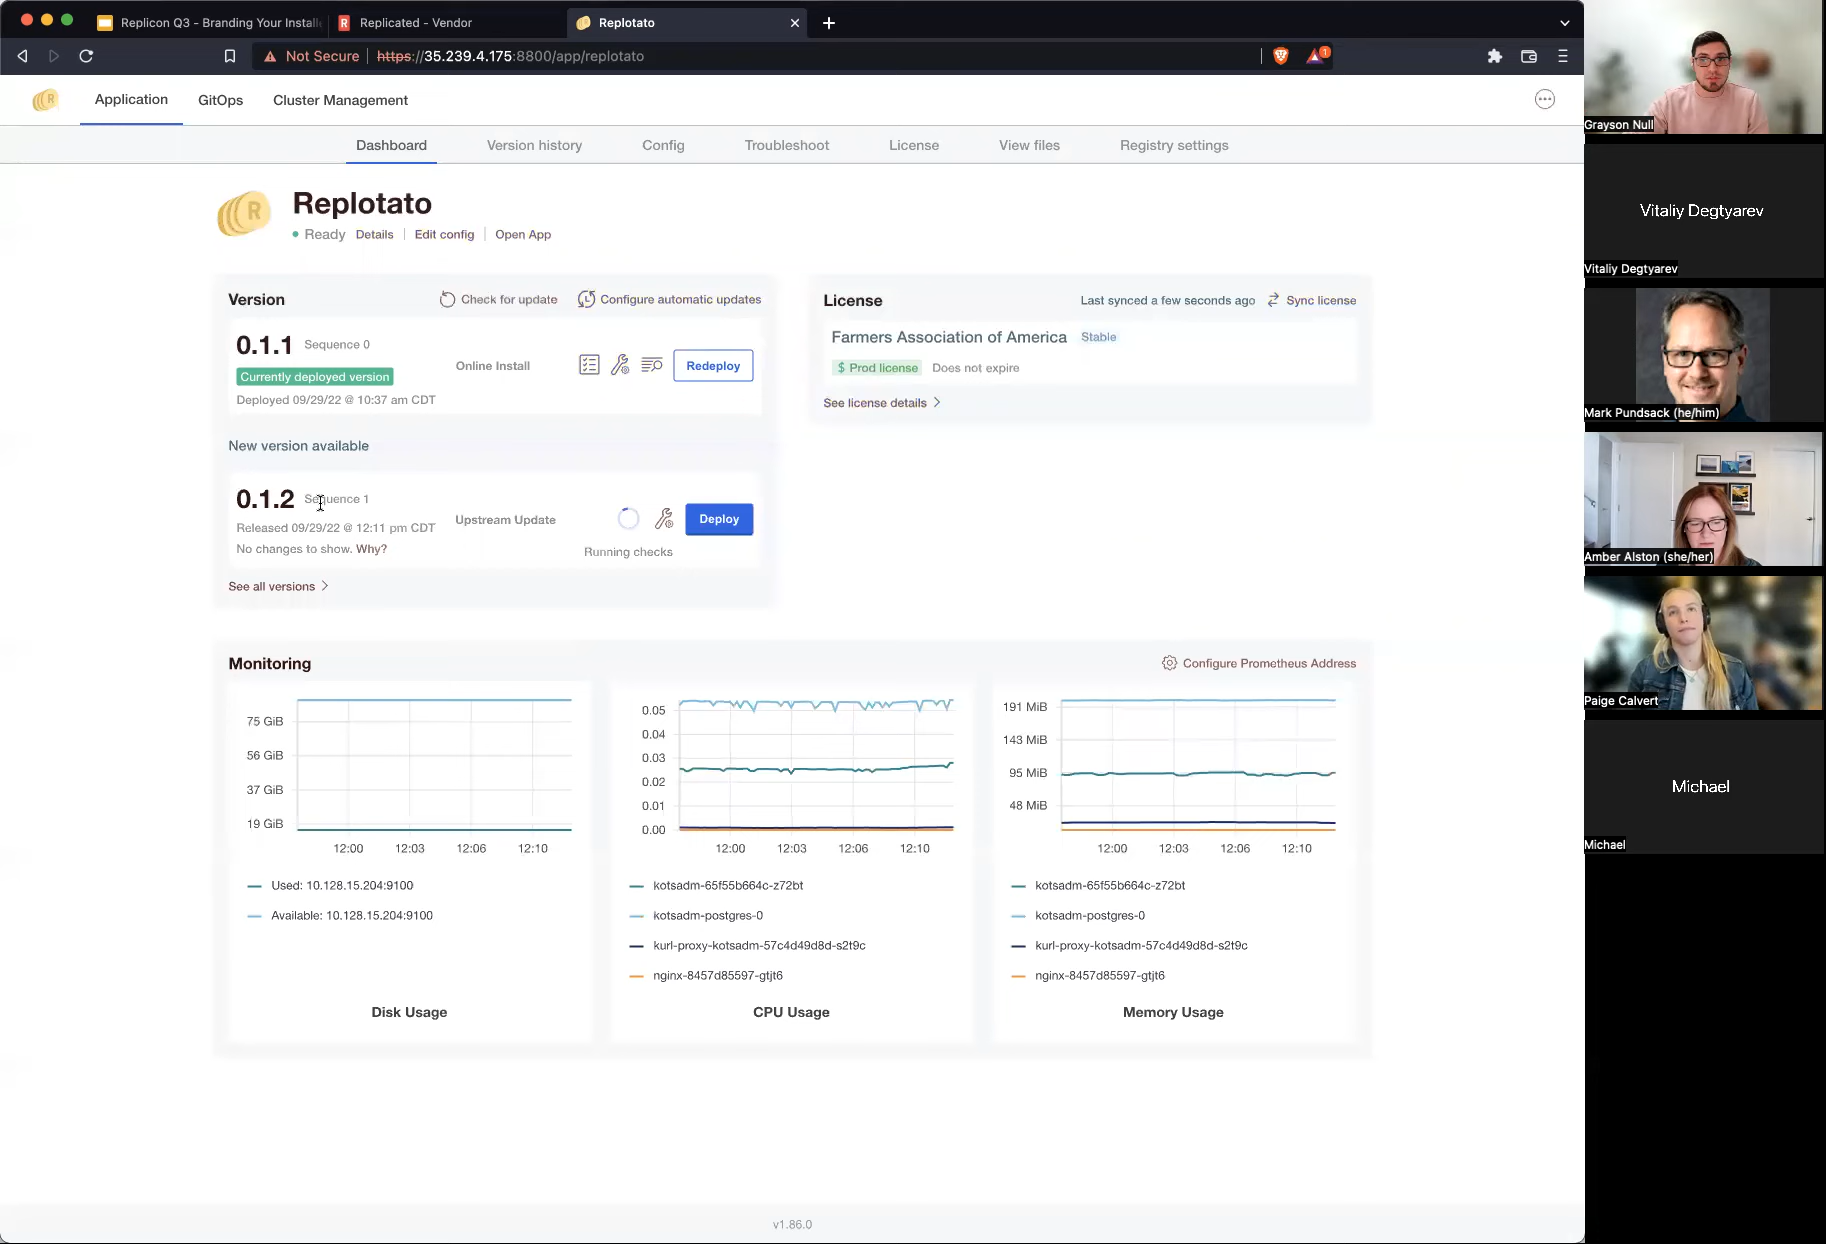 Replicon Q3 - Branding Your Install
Replicated - Vendor
Replotato
Not Secure
https://35.239.4.175:8800/app/replotato
1
Application
GitOps
Cluster Management
Dashboard
Version history
Config
Troubleshoot
License
View files
Registry settings
Replotato
Ready
Details
Edit config
Open App
Version
Check for update
Configure automatic updates
0.1.1 Sequence 0
Currently deployed version
Deployed 09/29/22 @ 10:37 am CDT
Online Install
Redeploy
New version available
0.1.2 Sequence 1
Released 09/29/22 @ 12:11 pm CDT
No changes to show. Why?
Upstream Update
Running checks
Deploy
See all versions
License
Last synced a few seconds ago
Sync license
Farmers Association of America
Stable
$ Prod license
Does not expire
See license details
Monitoring
Configure Prometheus Address
75 GiB
56 GiB
37 GiB
19 GiB
12:00 12:03 12:06 12:10
Used: 10.128.15.204:9100
Available: 10.128.15.204:9100
Disk Usage
0.05
0.04
0.03
0.02
0.01
0.00
12:00 12:03 12:06 12:10
kotsadm-65f55b664c-z72bt
kotsadm-postgres-0
kurl-proxy-kotsadm-57c4d49d8d-s2t9c
nginx-8457d85597-gtjt6
CPU Usage
191 MiB
143 MiB
95 MiB
48 MiB
12:00 12:03 12:06 12:10
kotsadm-65f55b664c-z72bt
kotsadm-postgres-0
kurl-proxy-kotsadm-57c4d49d8d-s2t9c
nginx-8457d85597-gtjt6
Memory Usage
v1.86.0
Grayson Null
Vitaliy Degtyarev
Vitaliy Degtyarev
Mark Pundsack (he/him)
Amber Alston (she/her)
Paige Calvert
Michael
Michael